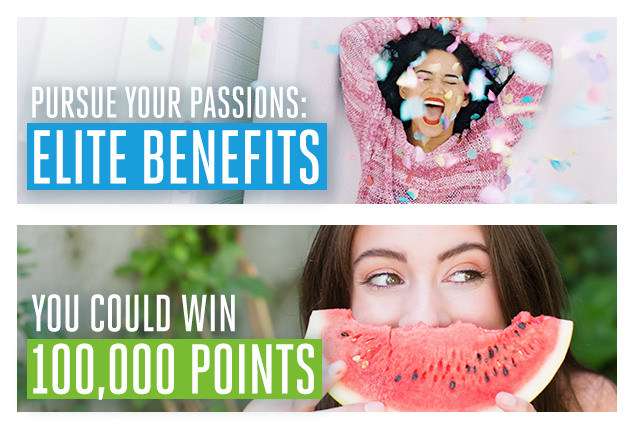 PURSUE YOUR PASSIONS:
ELITE BENEFITS
YOU COULD WIN
100,000 POINTS